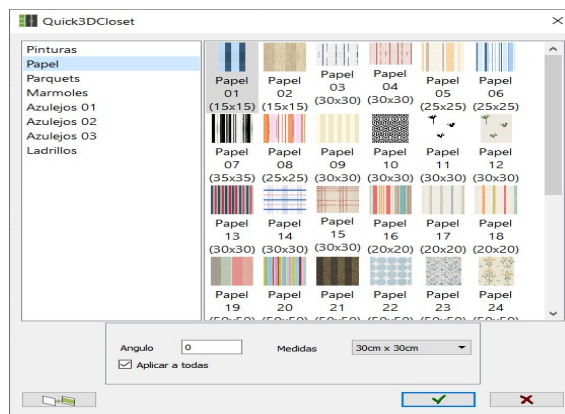 Quick3DCloset
Pinturas
Papel
Parquets
Marmoles
Azulejos 01
Azulejos 02
Azulejos 03
Ladrillos
Papel 01 (15x15)
Papel 02 (15x15)
Papel 03 (30x30)
Papel 04 (30x30)
Papel 05 (25x25)
Papel 06 (25x25)
Papel 07 (35x35)
Papel 08 (25x25)
Papel 09 (30x30)
Papel 10 (30x30)
Papel 11 (30x30)
Papel 12 (30x30)
Papel 13 (30x30)
Papel 14 (30x30)
Papel 15 (30x30)
Papel 16 (20x20)
Papel 17 (20x20)
Papel 18 (20x20)
Papel 19
Papel 20
Papel 21
Papel 22
Papel 23
Papel 24
Angulo 0 Medidas 30cm x 30cm
Aplicar a todas